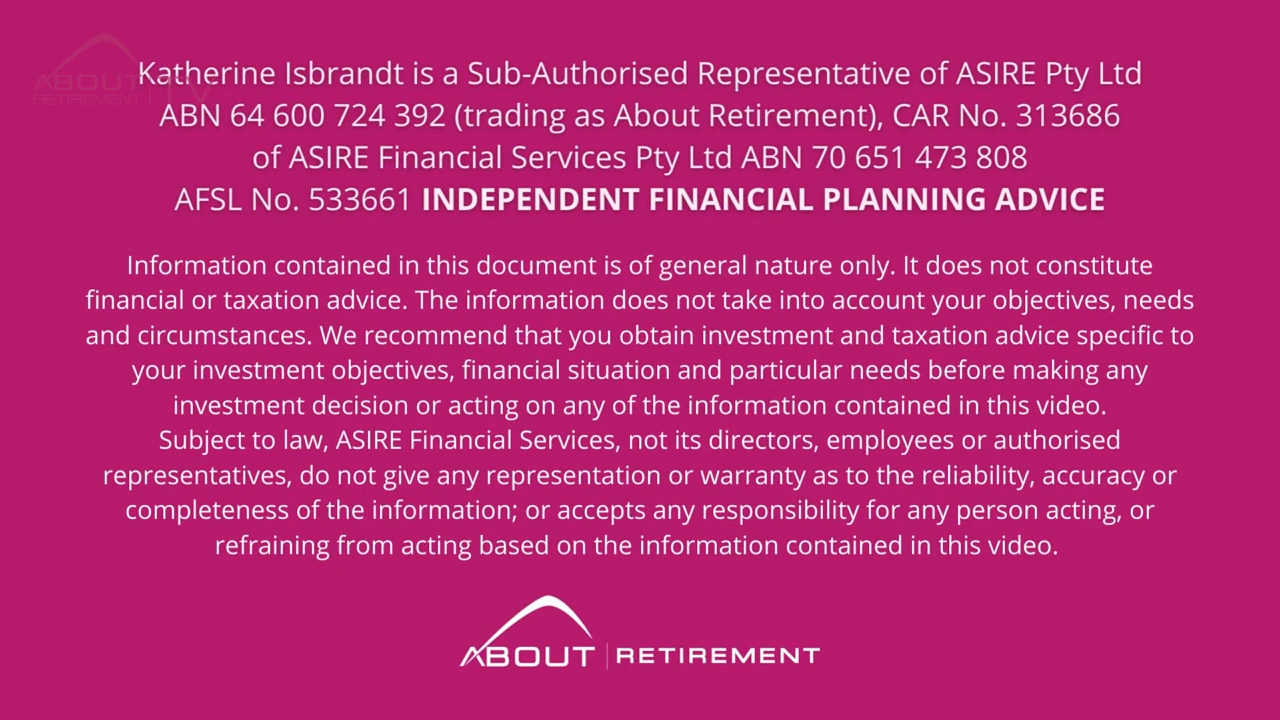 ABOUT TV
RETIREMENT
Katherine Isbrandt is a Sub-Authorised Representative of ASIRE Pty Ltd
ABN 64 600 724 392 (trading as About Retirement), CAR No. 313686
of ASIRE Financial Services Pty Ltd ABN 70 651 473 808
AFSL No. 533661 INDEPENDENT FINANCIAL PLANNING ADVICE
Information contained in this document is of general nature only. It does not constitute
financial or taxation advice. The information does not take into account your objectives, needs
and circumstances. We recommend that you obtain investment and taxation advice specific to
your investment objectives, financial situation and particular needs before making any
investment decision or acting on any of the information contained in this video.
Subject to law, ASIRE Financial Services, not its directors, employees or authorised
representatives, do not give any representation or warranty as to the reliability, accuracy or
completeness of the information; or accepts any responsibility for any person acting, or
refraining from acting based on the information contained in this video.
ABOUT RETIREMENT